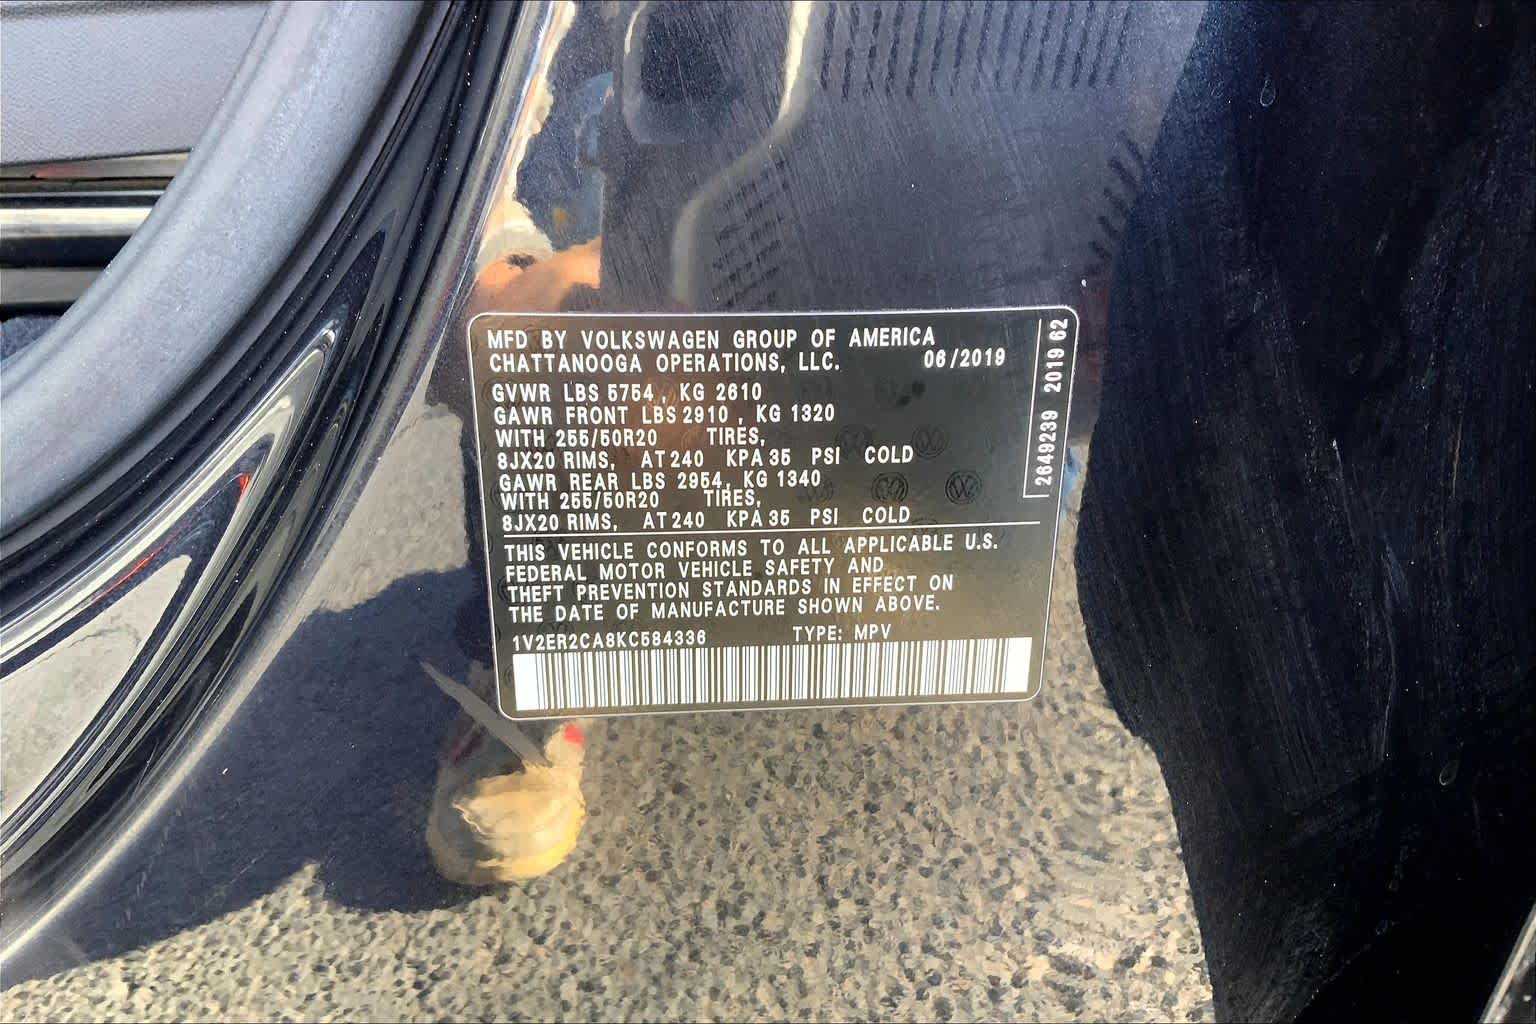 MFD BY VOLKSWAGEN GROUP OF AMERICA
CHATTANOOGA OPERATIONS, LLC. 06/2019
GVWR LBS 5754, KG 2610
GAWR FRONT LBS 2910, KG 1320
WITH 255/50R20 TIRES,
8JX20 RIMS, AT 240 KPA 35 PSI COLD
GAWR REAR LBS 2954, KG 1340
WITH 255/50R20 TIRES,
8JX20 RIMS, AT 240 KPA 35 PSI COLD
THIS VEHICLE CONFORMS TO ALL APPLICABLE U.S.
FEDERAL MOTOR VEHICLE SAFETY AND
THEFT PREVENTION STANDARDS IN EFFECT ON
THE DATE OF MANUFACTURE SHOWN ABOVE.
1V2ER2CA8KC584336 TYPE: MPV
2649239 2019 62